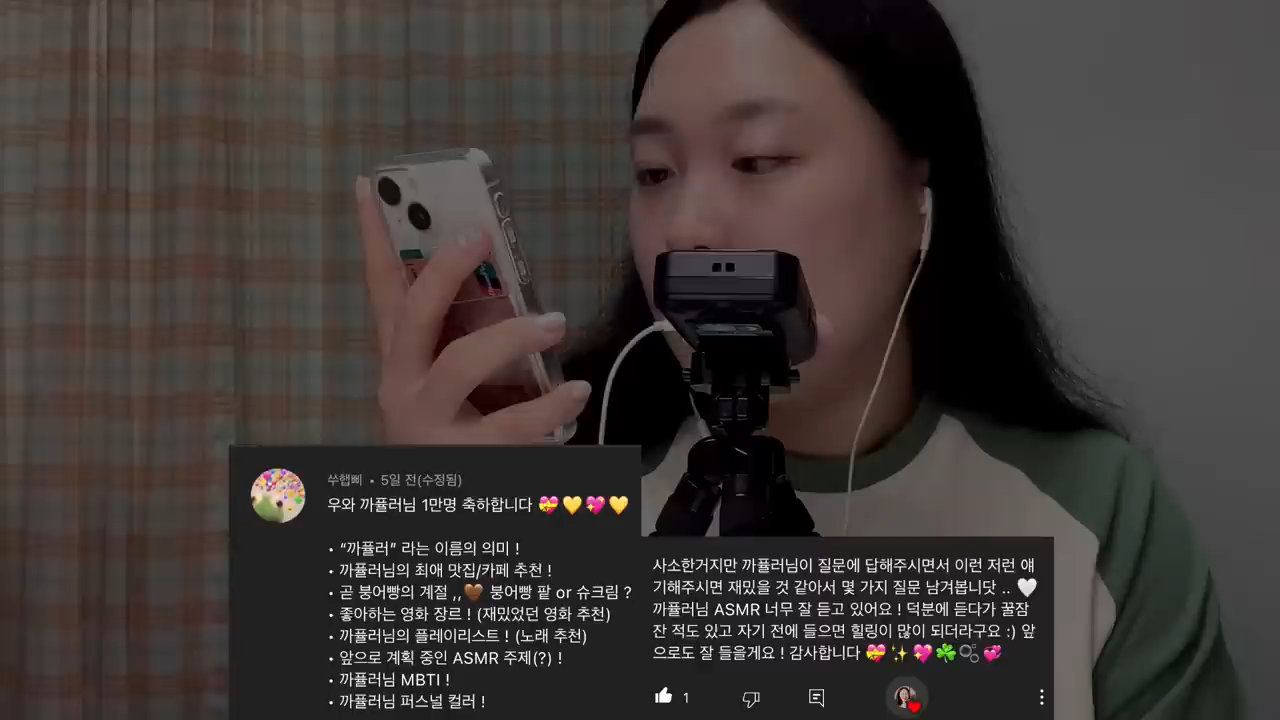 쑤햅삐 • 5일 전(수정됨)
우와 까퓰러님 1만명 축하합니다 💝💛💖💛
• “까퓰러” 라는 이름의 의미 !
• 까퓰러님의 최애 맛집/카페 추천 !
• 곧 붕어빵의 계절 ,,🤎 붕어빵 팥 or 슈크림 ?
• 좋아하는 영화 장르 ! (재밌었던 영화 추천)
• 까퓰러님의 플레이리스트 ! (노래 추천)
• 앞으로 계획 중인 ASMR 주제(?) !
• 까퓰러님 MBTI !
• 까퓰러님 퍼스널 컬러 !
사소한거지만 까퓰러님이 질문에 답해주시면서 이런 저런 얘
기해주시면 재밌을 것 같아서 몇 가지 질문 남겨봅니닷 .. 🤍
까퓰러님 ASMR 너무 잘 듣고 있어요 ! 덕분에 듣다가 꿀잠
잔 적도 있고 자기 전에 들으면 힐링이 많이 되더라구요 :) 앞
으로도 잘 들을게요 ! 감사합니다 💝✨💖☘️🫧💞
1